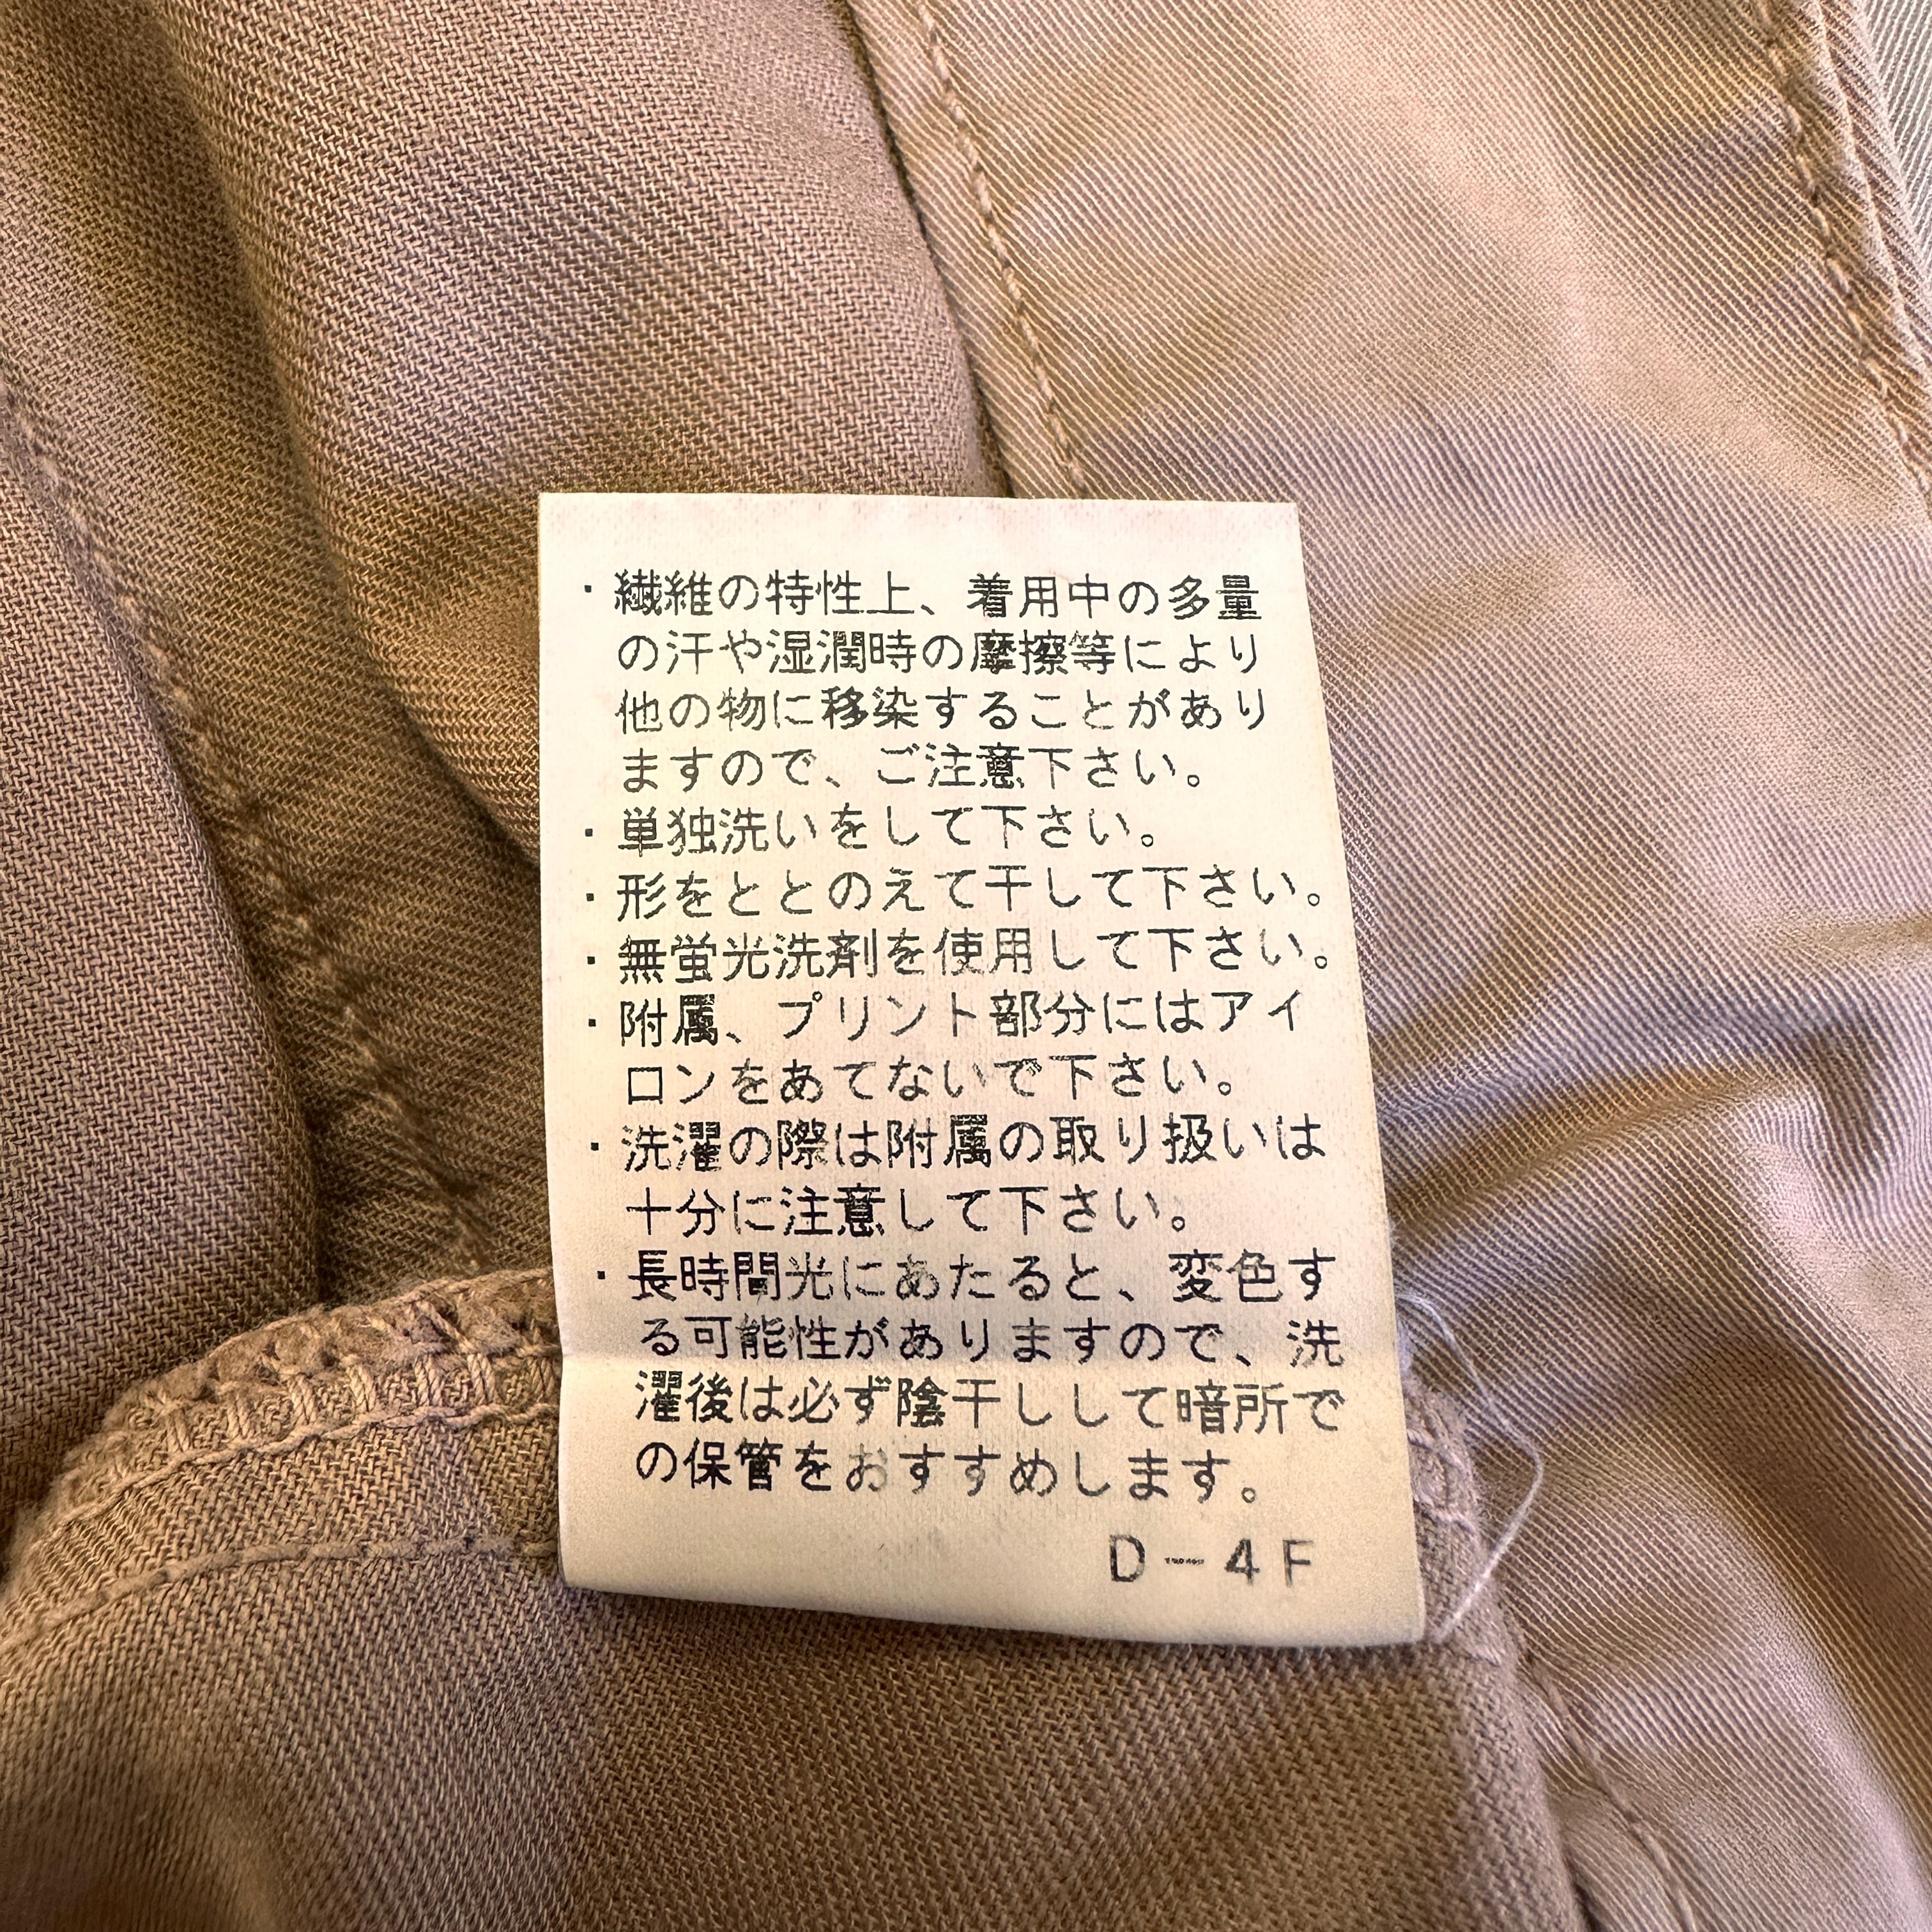 ・繊維の特性上、着用中の多量
の汗や湿潤時の摩擦等により
他の物に移染することがあり
ますので、ご注意下さい。
・単独洗いをして下さい。
・形をととのえて干して下さい。
・無蛍光洗剤を使用して下さい。
・附属、プリント部分にはアイ
ロンをあてないで下さい。
・洗濯の際は附属の取り扱いは
十分に注意して下さい。
・長時間光にあたると、変色す
る可能性がありますので、洗
濯後は必ず陰干しして暗所で
の保管をおすすめします。
D-4F